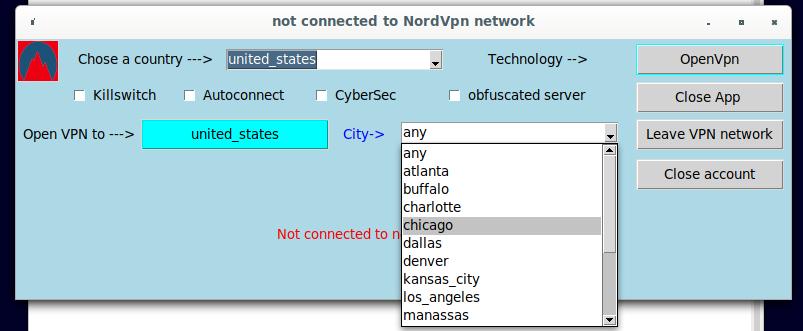 not connected to NordVpn network
Chose a country ---> united_states Technology --> OpenVpn
Killswitch Autoconnect CyberSec obfuscated server Close App
Open VPN to ---> united_states City-> any Leave VPN network
any
atlanta
Close account
buffalo
charlotte
chicago
Not connected to n
dallas
denver
kansas_city
los_angeles
manassas